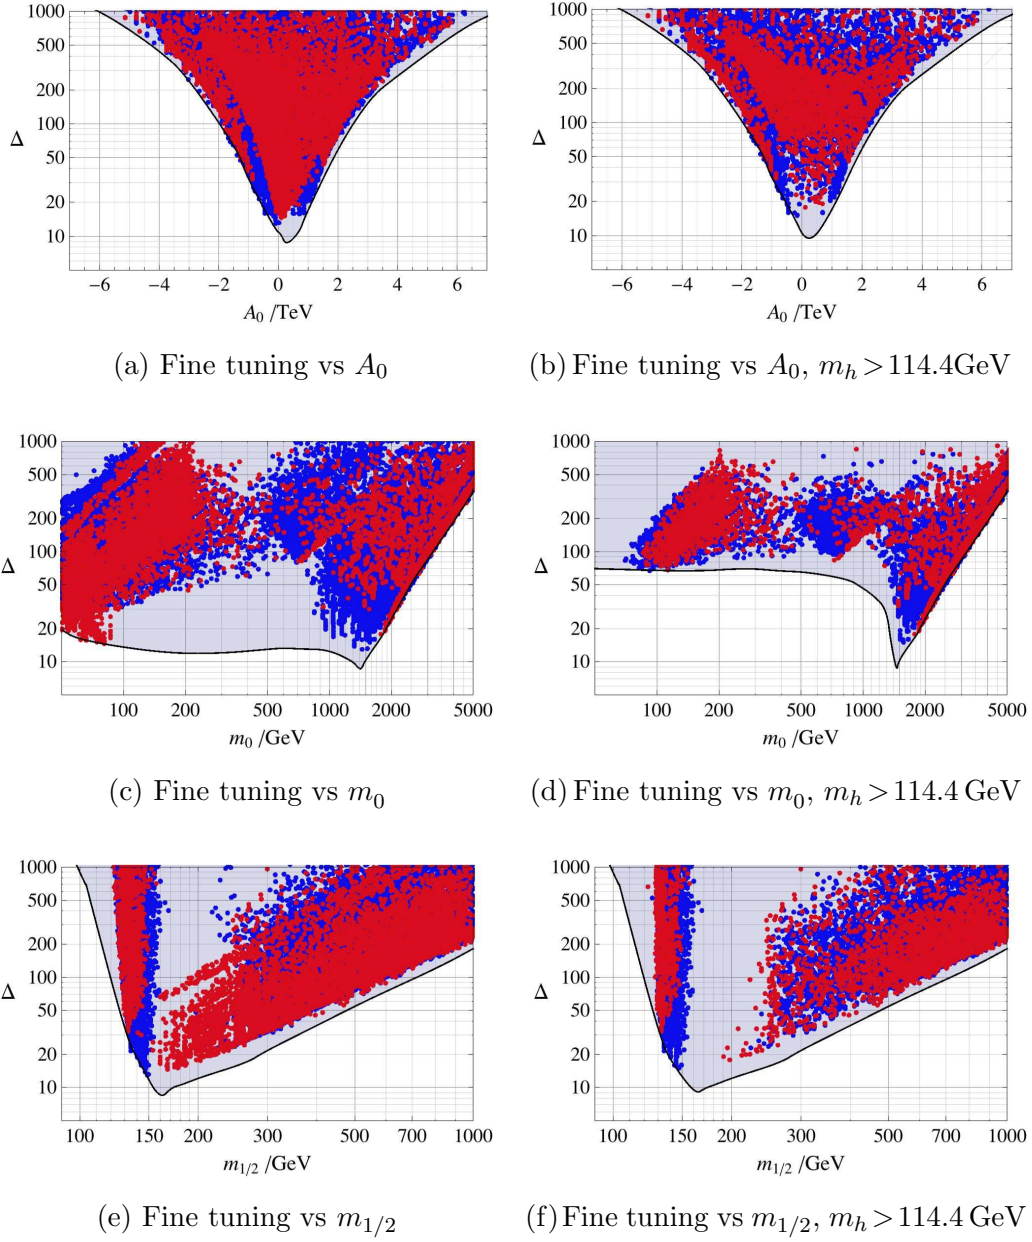 1000
500
200
100
50
20
10
Δ
−6 −4 −2 0 2 4 6
A0 /TeV
(a) Fine tuning vs A0
1000
500
200
100
50
20
10
Δ
−6 −4 −2 0 2 4 6
A0 /TeV
(b) Fine tuning vs A0, mh > 114.4GeV
1000
500
200
100
50
20
10
Δ
100 200 500 1000 2000 5000
m0 /GeV
(c) Fine tuning vs m0
1000
500
200
100
50
20
10
Δ
100 200 500 1000 2000 5000
m0 /GeV
(d) Fine tuning vs m0, mh > 114.4 GeV
1000
500
200
100
50
20
10
Δ
100 150 200 300 500 700 1000
m1/2 /GeV
(e) Fine tuning vs m1/2
1000
500
200
100
50
20
10
Δ
100 150 200 300 500 700 1000
m1/2 /GeV
(f) Fine tuning vs m1/2, mh > 114.4 GeV